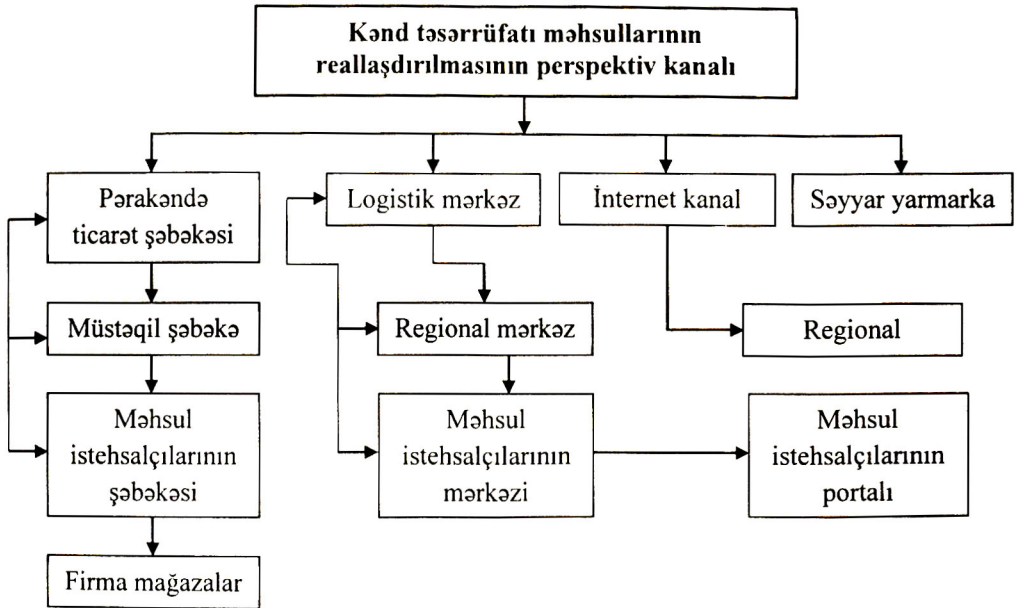 Kənd təsərrüfatı məhsullarının
reallaşdırılmasının perspektiv kanalı
Pərakəndə
ticarət şəbəkəsi
Logistik mərkəz
İnternet kanal
Səyyar yarmarka
Müstəqil şəbəkə
Regional mərkəz
Regional
Məhsul
istehsalçılarının
şəbəkəsi
Məhsul
istehsalçılarının
mərkəzi
Məhsul
istehsalçılarının
portalı
Firma mağazalar